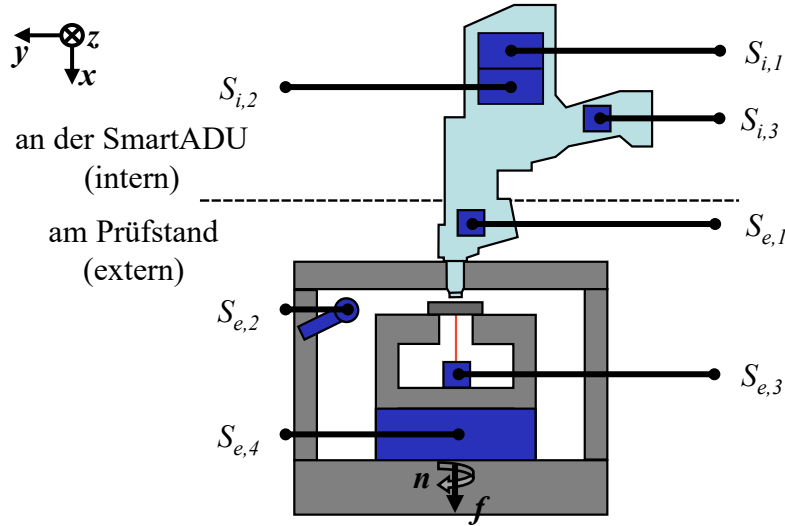 y
z
x
S_{i,1}
S_{i,2}
S_{i,3}
an der SmartADU
(intern)
am Prüfstand
(extern)
S_{e,1}
S_{e,2}
S_{e,3}
S_{e,4}
n
f